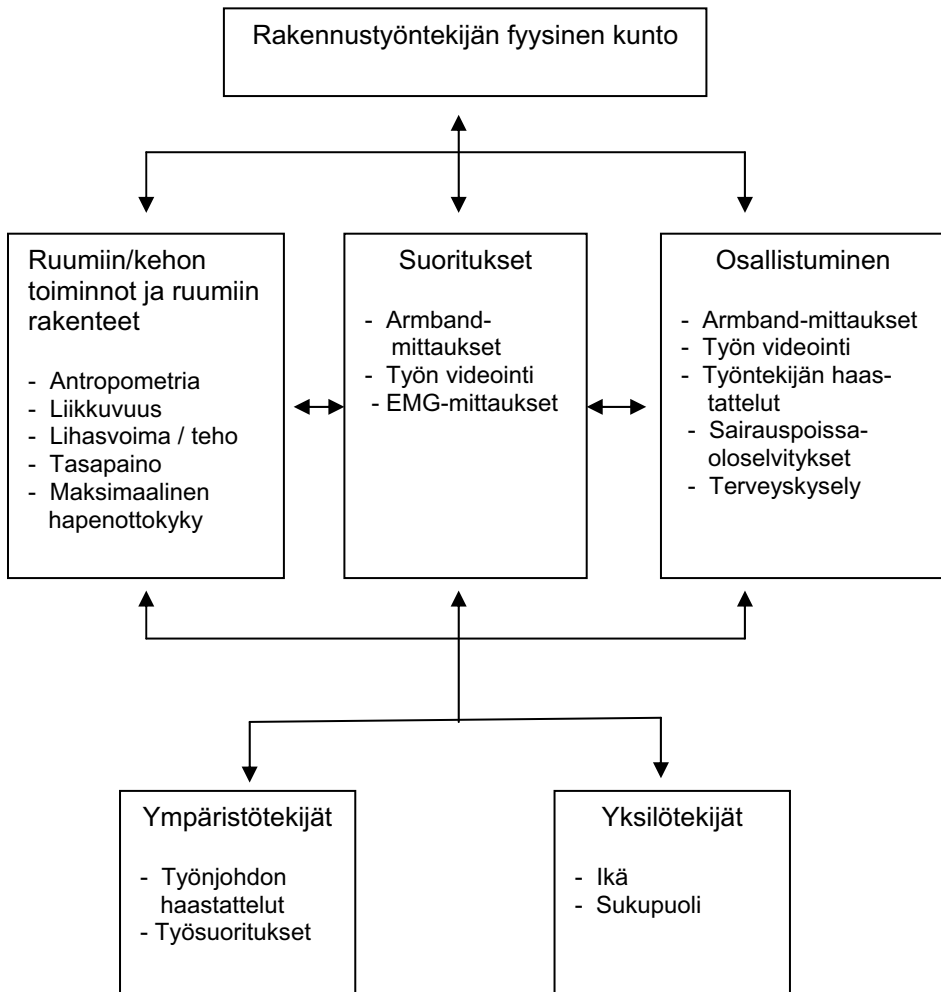 Rakennustyöntekijän fyysinen kunto
Ruumiin/kehon
toiminnot ja ruumiin
rakenteet
- Antropometria
- Liikkuvuus
- Lihasvoima / teho
- Tasapaino
- Maksimaalinen
hapenottokyky
Suoritukset
- Armband-
mittaukset
- Työn videointi
- EMG-mittaukset
Osallistuminen
- Armband-mittaukset
- Työn videointi
- Työntekijän haas-
tattelut
- Sairauspoissa-
oloselvitykset
- Terveyskysely
Ympäristötekijät
- Työnjohdon
haastattelut
- Työsuoritukset
Yksilötekijät
- Ikä
- Sukupuoli